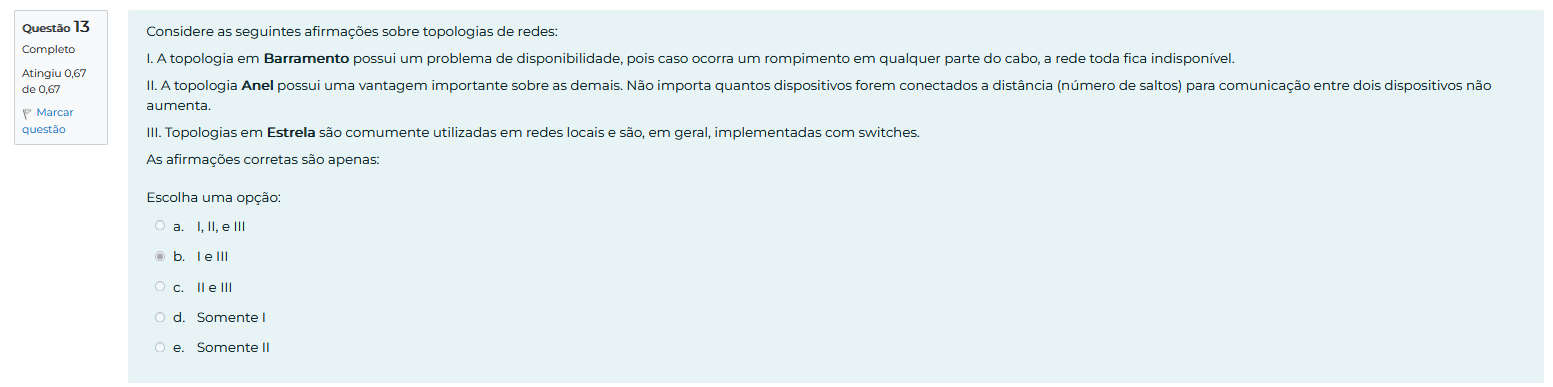 Questão 13
Completo
Atingiu 0,67
de 0,67
Marcar
questão
Considere as seguintes afirmações sobre topologias de redes:
I. A topologia em Barramento possui um problema de disponibilidade, pois caso ocorra um rompimento em qualquer parte do cabo, a rede toda fica indisponível.
II. A topologia Anel possui uma vantagem importante sobre as demais. Não importa quantos dispositivos forem conectados a distância (número de saltos) para comunicação entre dois dispositivos não
aumenta.
III. Topologias em Estrela são comumente utilizadas em redes locais e são, em geral, implementadas com switches.
As afirmações corretas são apenas:
Escolha uma opção:
a. I, II, e III
b. I e III
c. II e III
d. Somente I
e. Somente II